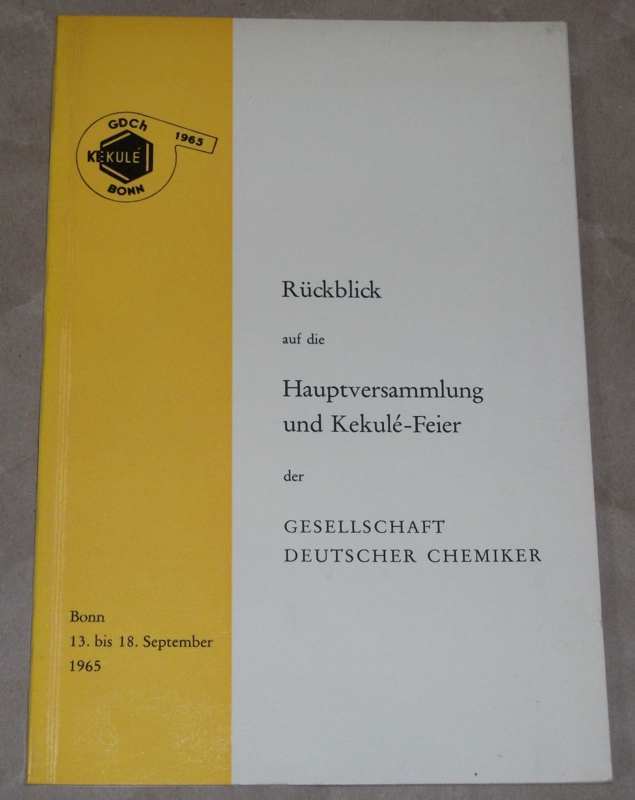 GDCh
1965
KEKULÉ
BONN
Rückblick
auf die
Hauptversammlung
und Kekulé-Feier
der
GESELLSCHAFT
DEUTSCHER CHEMIKER
Bonn
13. bis 18. September
1965